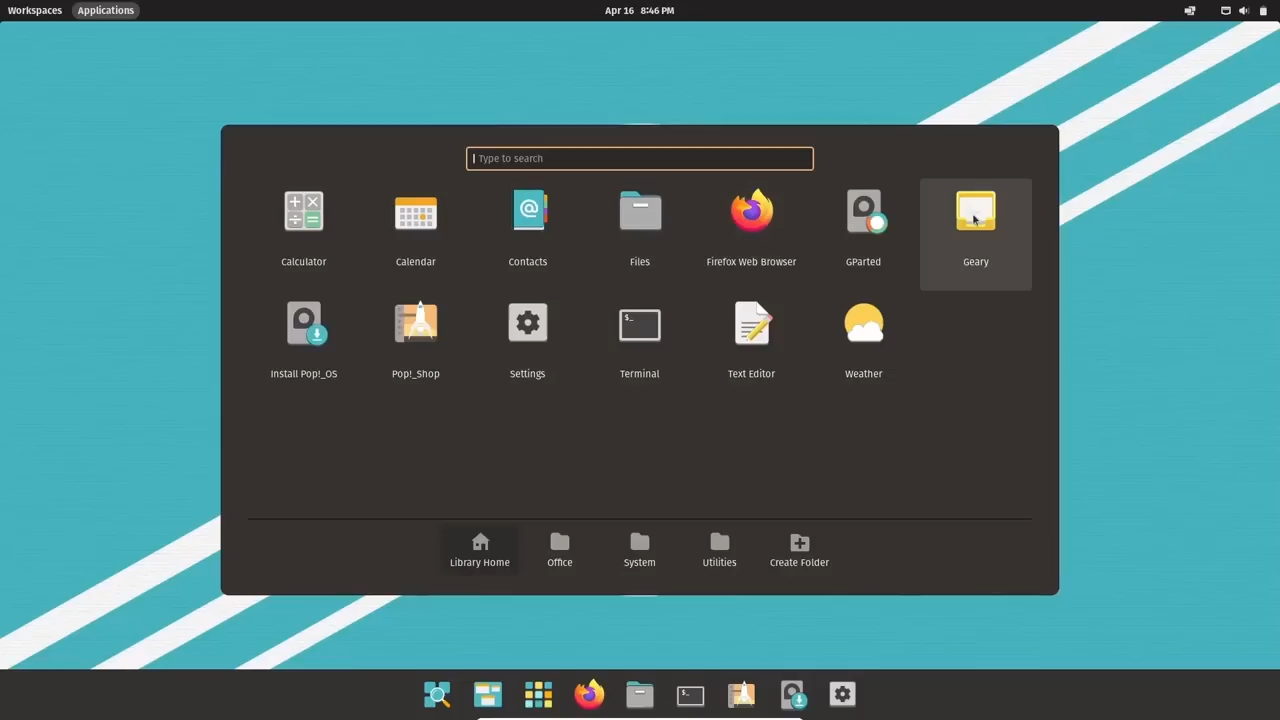 Workspaces Applications Apr 16 8:46 PM
Type to search
Calculator Calendar Contacts Files Firefox Web Browser GParted Geary
Install Pop!_OS Pop!_Shop Settings Terminal Text Editor Weather
Library Home Office System Utilities Create Folder